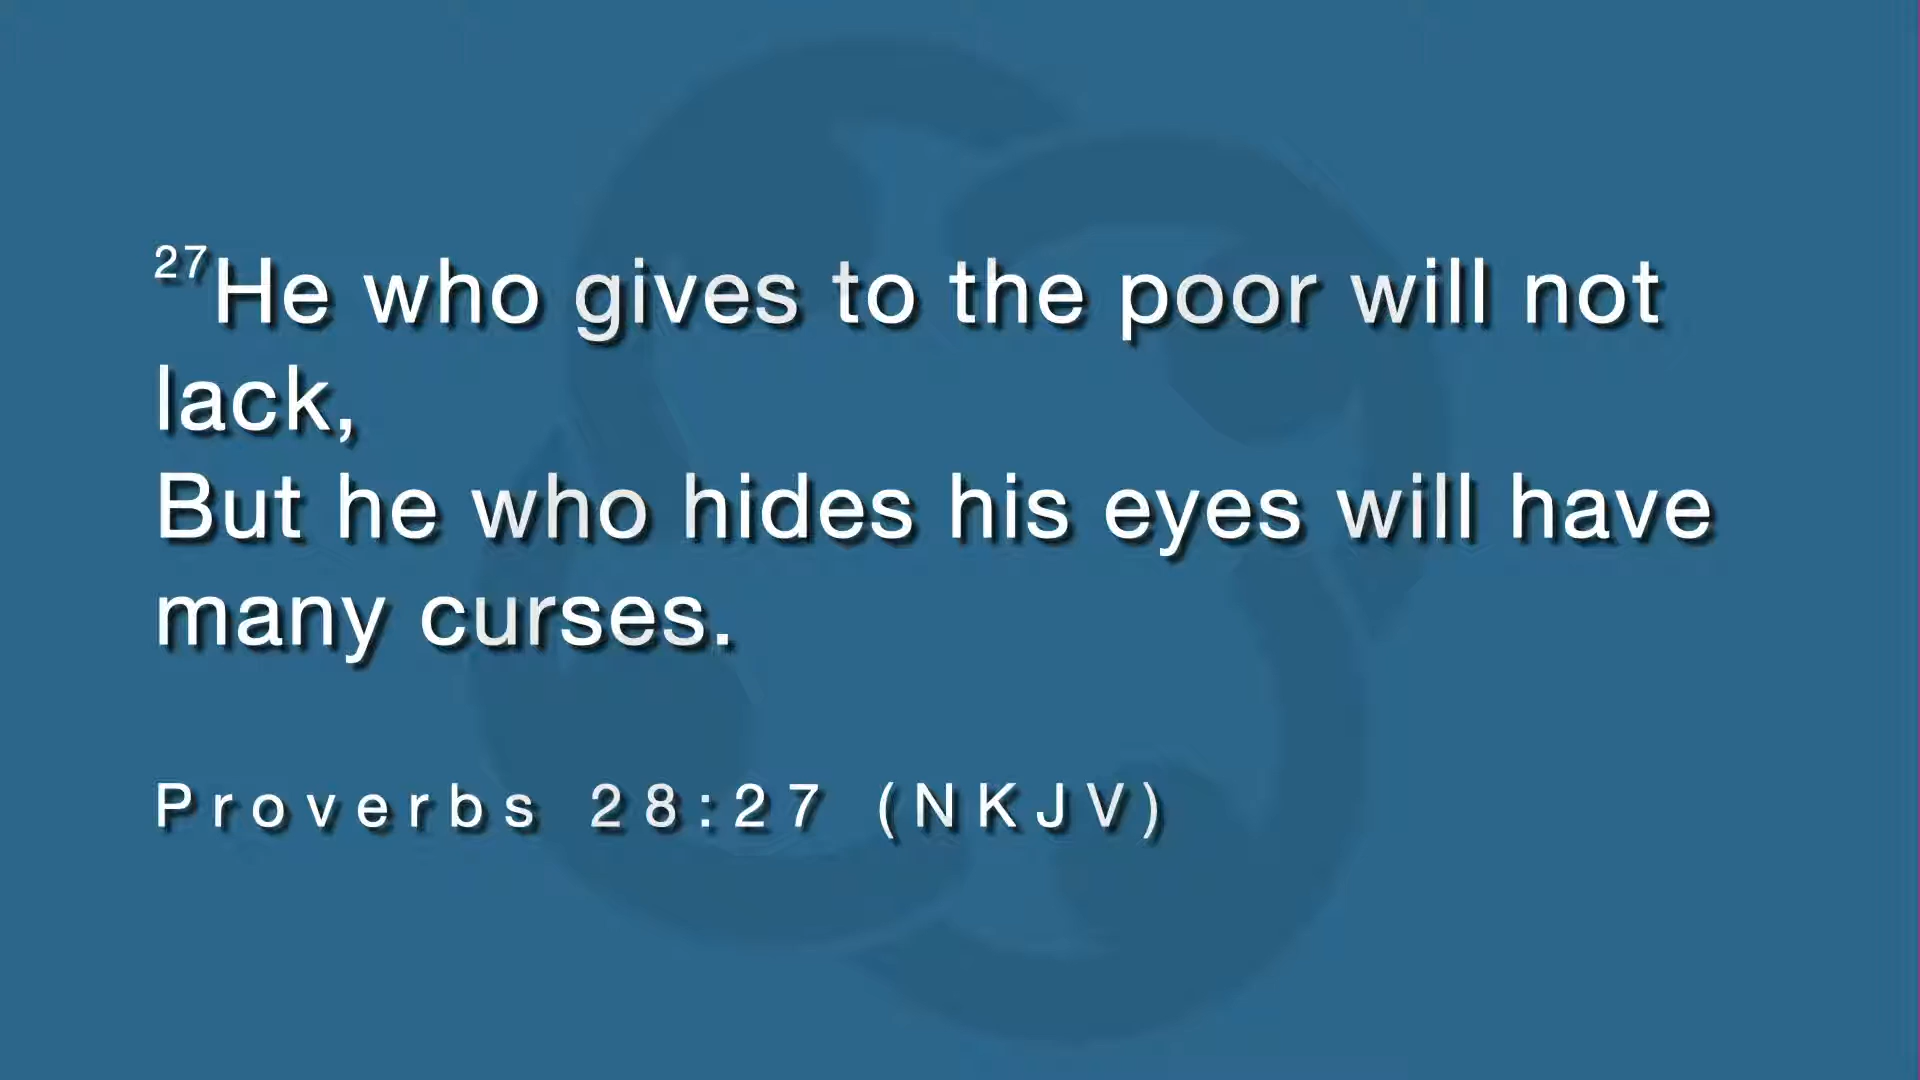 27He who gives to the poor will not
lack,
But he who hides his eyes will have
many curses.
Proverbs 28:27 (NKJV)